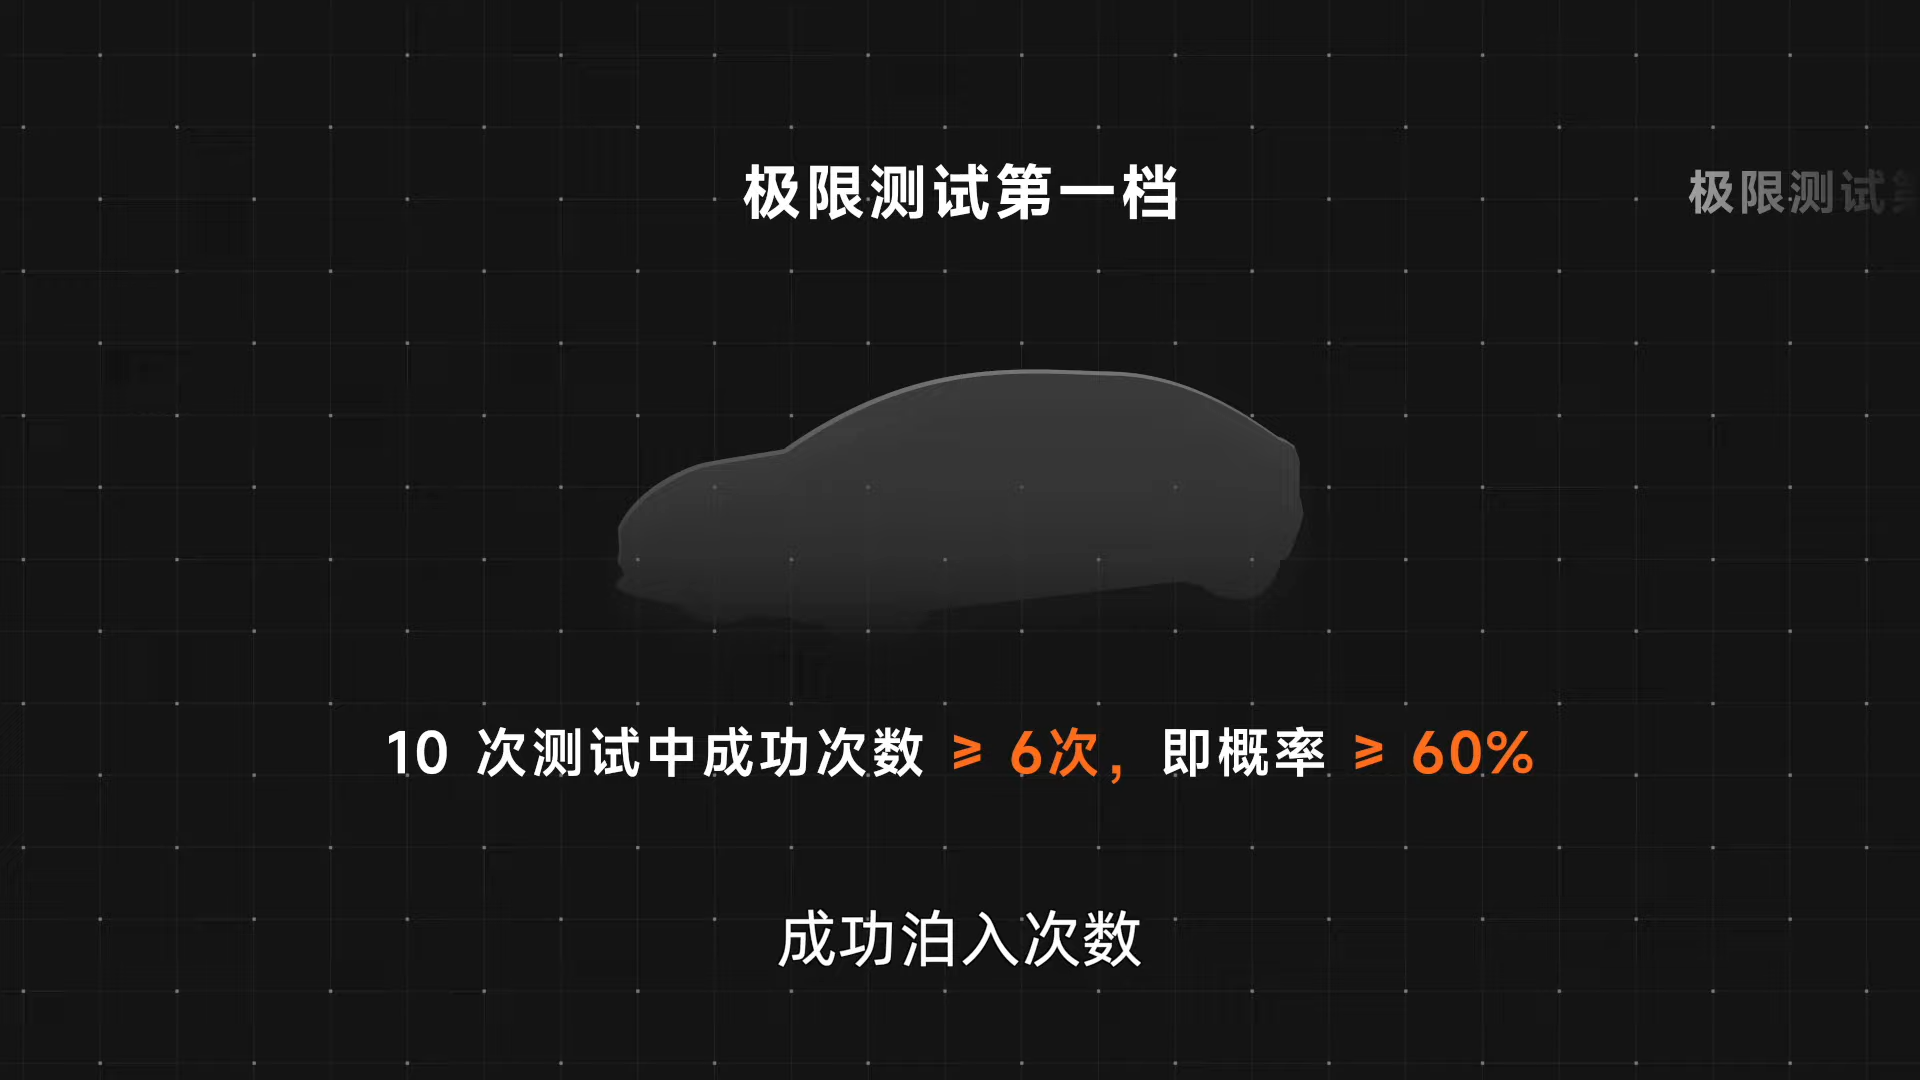 极限测试第一档
极限测试
10 次测试中成功次数 ≥ 6次，即概率 ≥ 60%
成功泊入次数